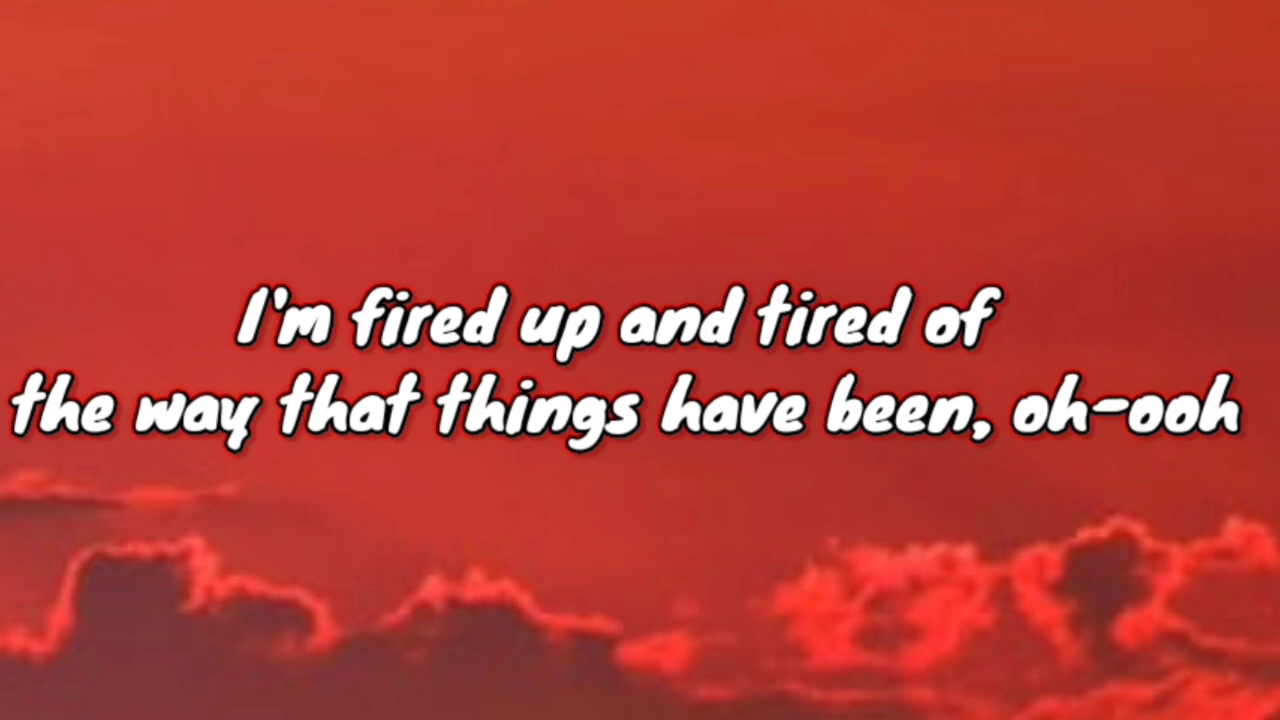 I'm fired up and tired of
the way that things have been, oh-ooh